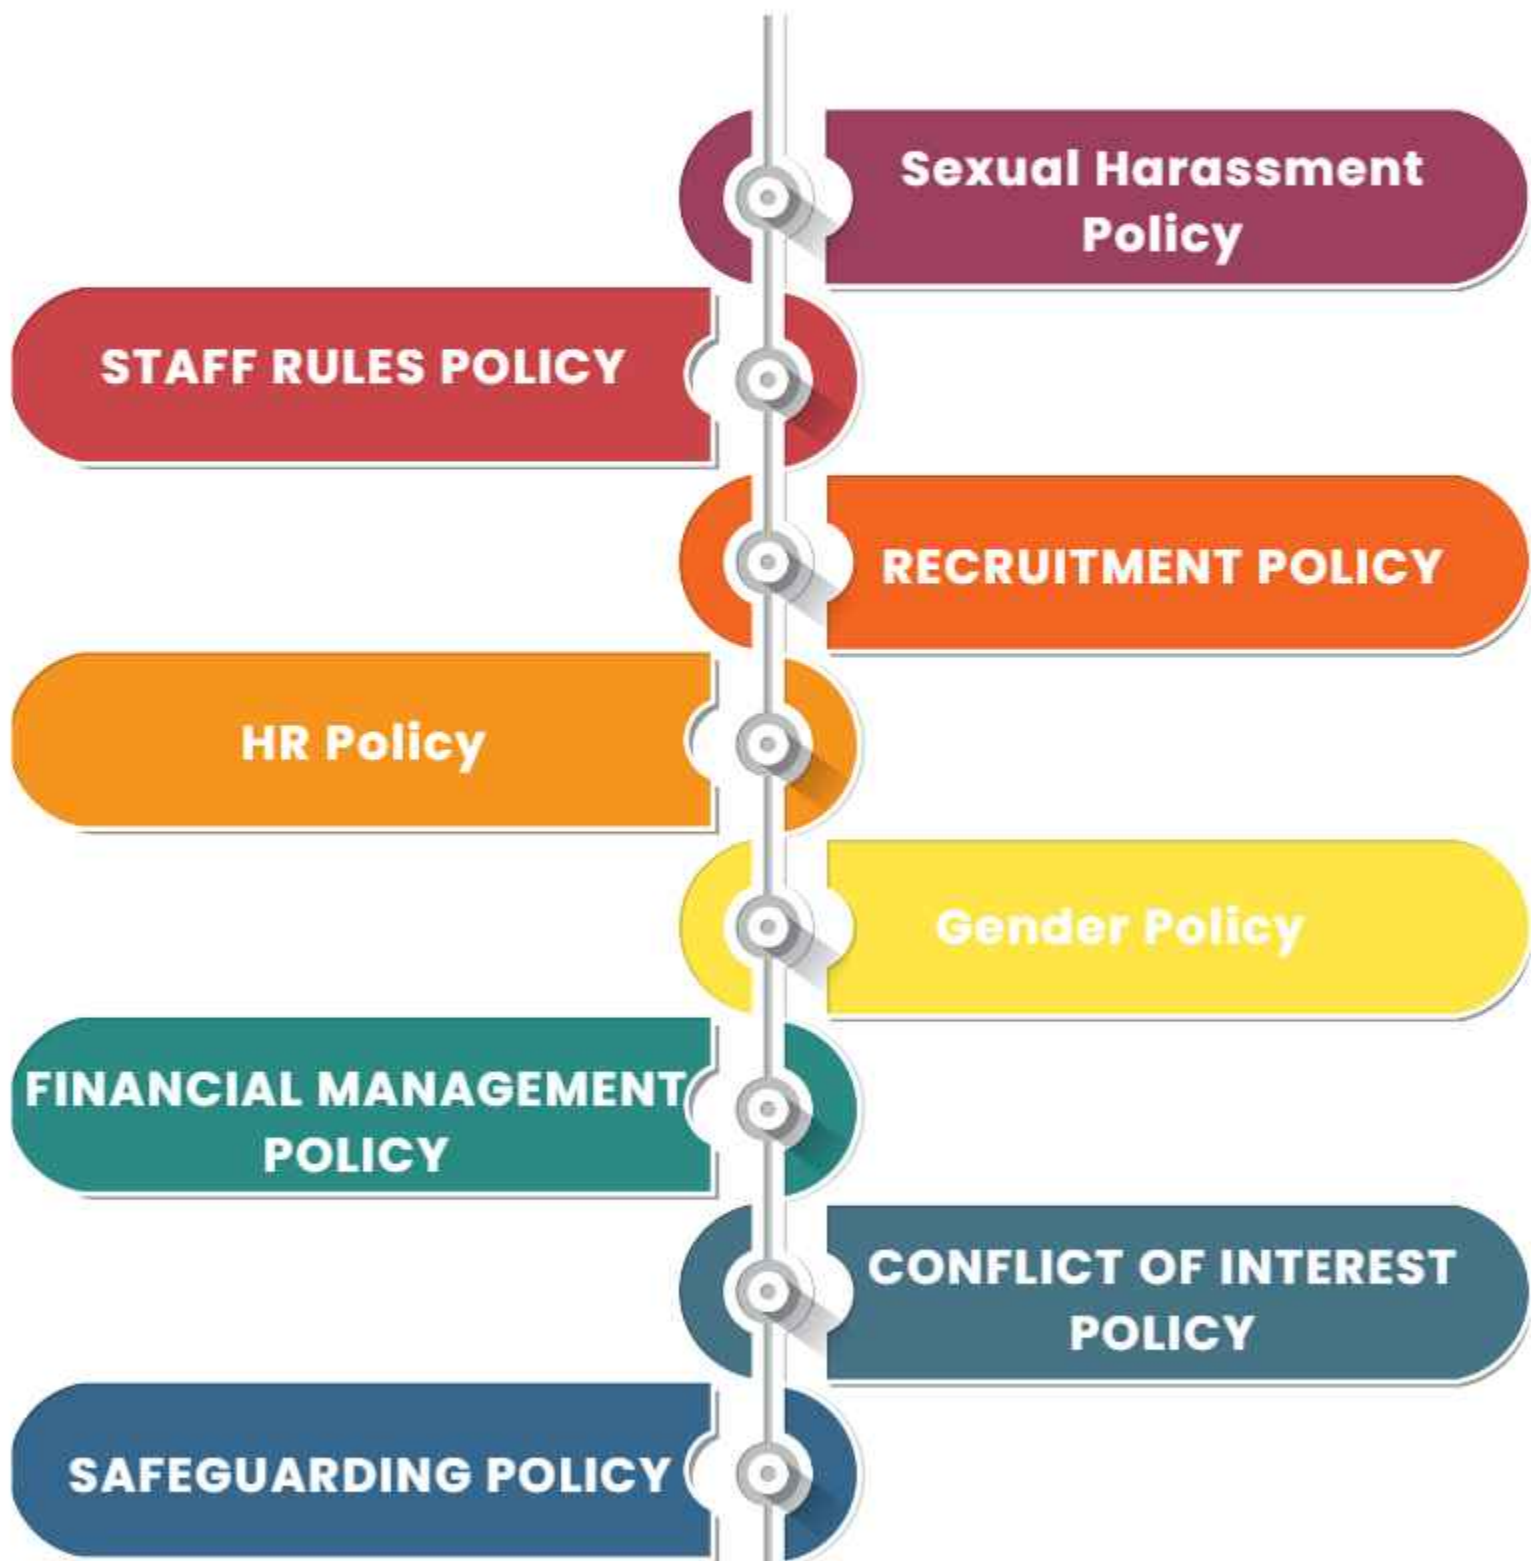 Sexual Harassment
Policy
STAFF RULES POLICY
RECRUITMENT POLICY
HR Policy
Gender Policy
FINANCIAL MANAGEMENT
POLICY
CONFLICT OF INTEREST
POLICY
SAFEGUARDING POLICY